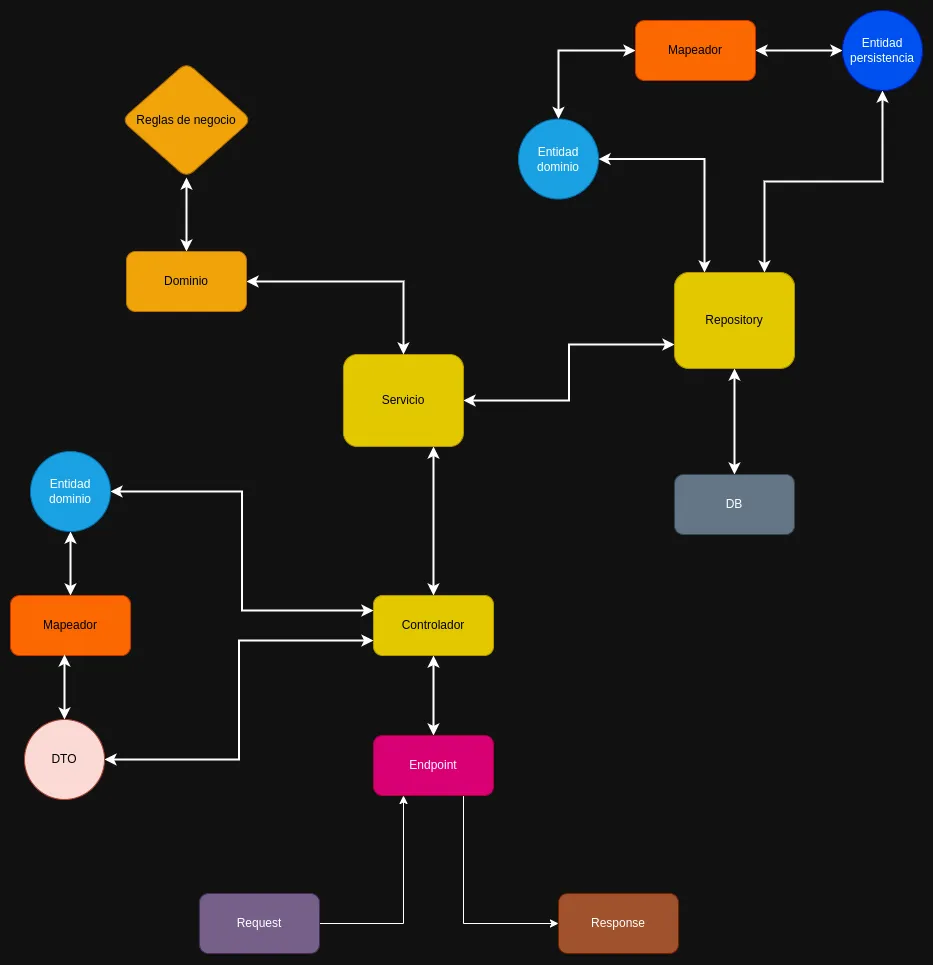 Mapeador
Entidad
persistencia
Reglas de negocio
Entidad
dominio
Dominio
Repository
Servicio
Entidad
dominio
DB
Mapeador
Controlador
DTO
Endpoint
Request
Response